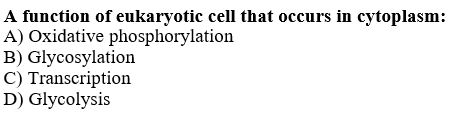 A function of eukaryotic cell that occurs in cytoplasm:
A) Oxidative phosphorylation
B) Glycosylation
C) Transcription
D) Glycolysis